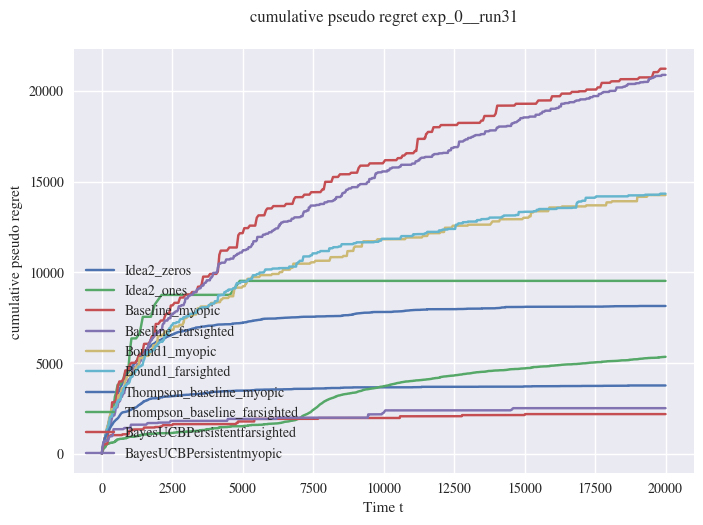 cumulative pseudo regret exp_0__run31
cumulative pseudo regret
20000
15000
10000
5000
0
Idea2_zeros
Idea2_ones
Baseline_myopic
Baseline_farsighted
Bound1_myopic
Bound1_farsighted
Thompson_baseline_myopic
Thompson_baseline_farsighted
BayesUCBPersistentfarsighted
BayesUCBPersistentmyopic
0 2500 5000 7500 10000 12500 15000 17500 20000
Time t